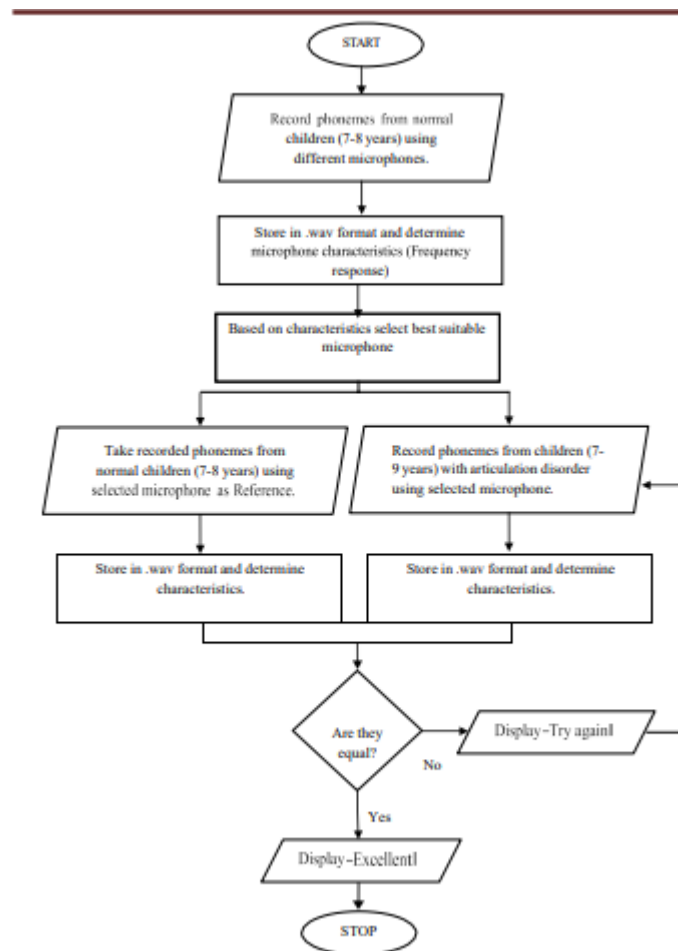 START
Record phonemes from normal
children (7-8 years) using
different microphones.
Store in .wav format and determine
microphone characteristics (Frequency
response)
Based on characteristics select best suitable
microphone
Take recorded phonemes from
normal children (7-8 years) using
selected microphone as Reference.
Record phonemes from children (7-
9 years) with articulation disorder
using selected microphone.
Store in .wav format and determine
characteristics.
Store in .wav format and determine
characteristics.
Are they
equal?
No
Display-Try again‖
Yes
Display-Excellent‖
STOP